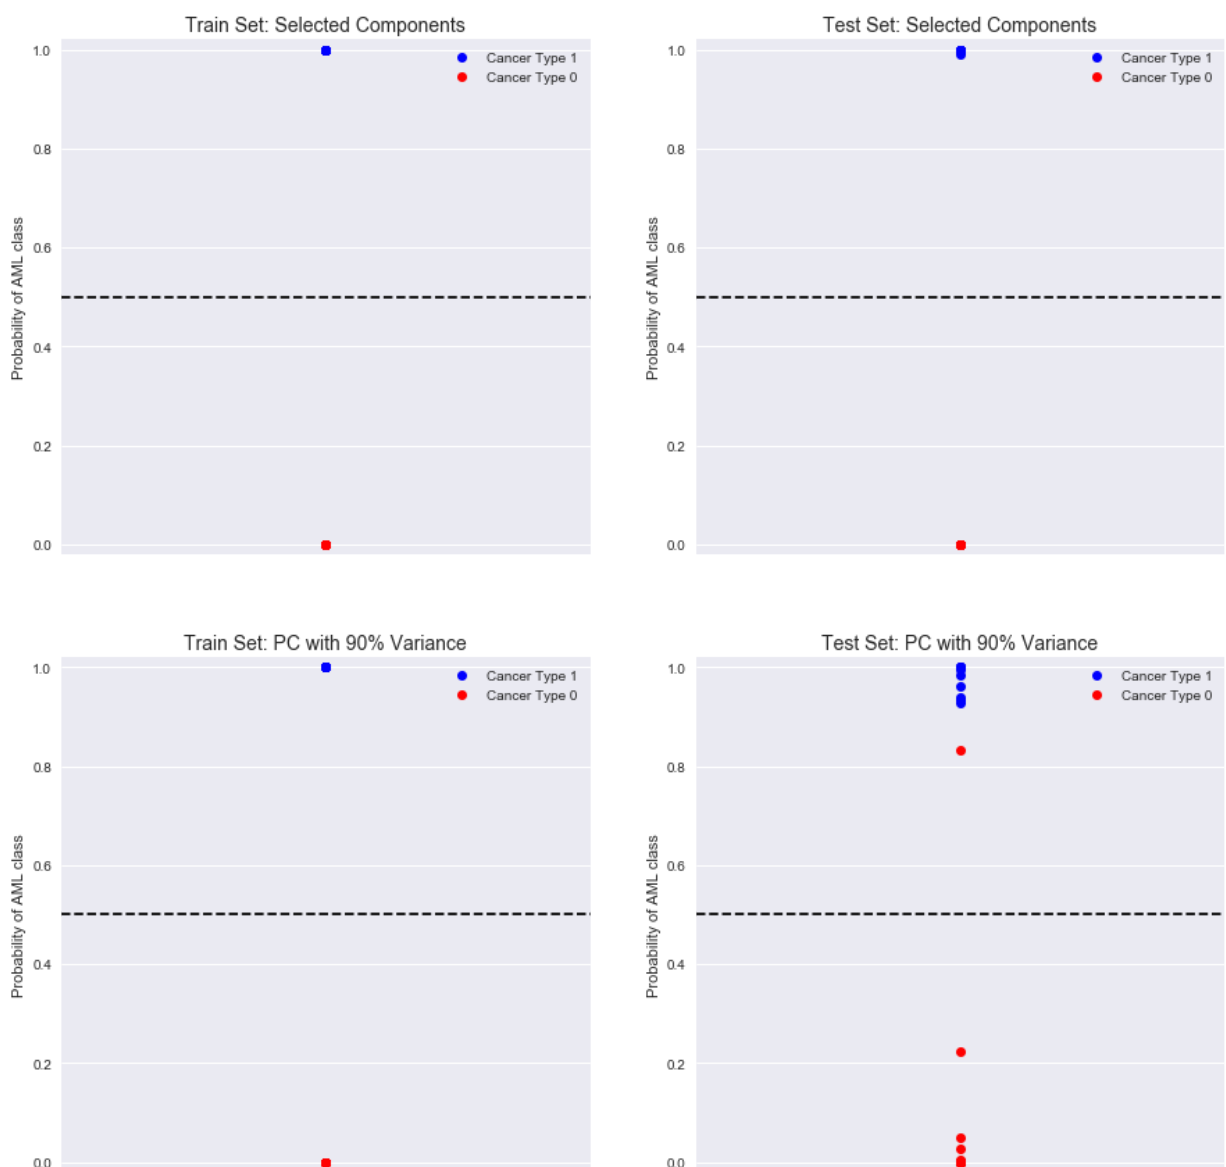 Train Set: Selected Components
1.0
0.8
0.6
0.4
0.2
0.0
Probability of AML class
Cancer Type 1
Cancer Type 0
Test Set: Selected Components
1.0
0.8
0.6
0.4
0.2
0.0
Probability of AML class
Cancer Type 1
Cancer Type 0
Train Set: PC with 90% Variance
1.0
0.8
0.6
0.4
0.2
0.0
Probability of AML class
Cancer Type 1
Cancer Type 0
Test Set: PC with 90% Variance
1.0
0.8
0.6
0.4
0.2
0.0
Probability of AML class
Cancer Type 1
Cancer Type 0